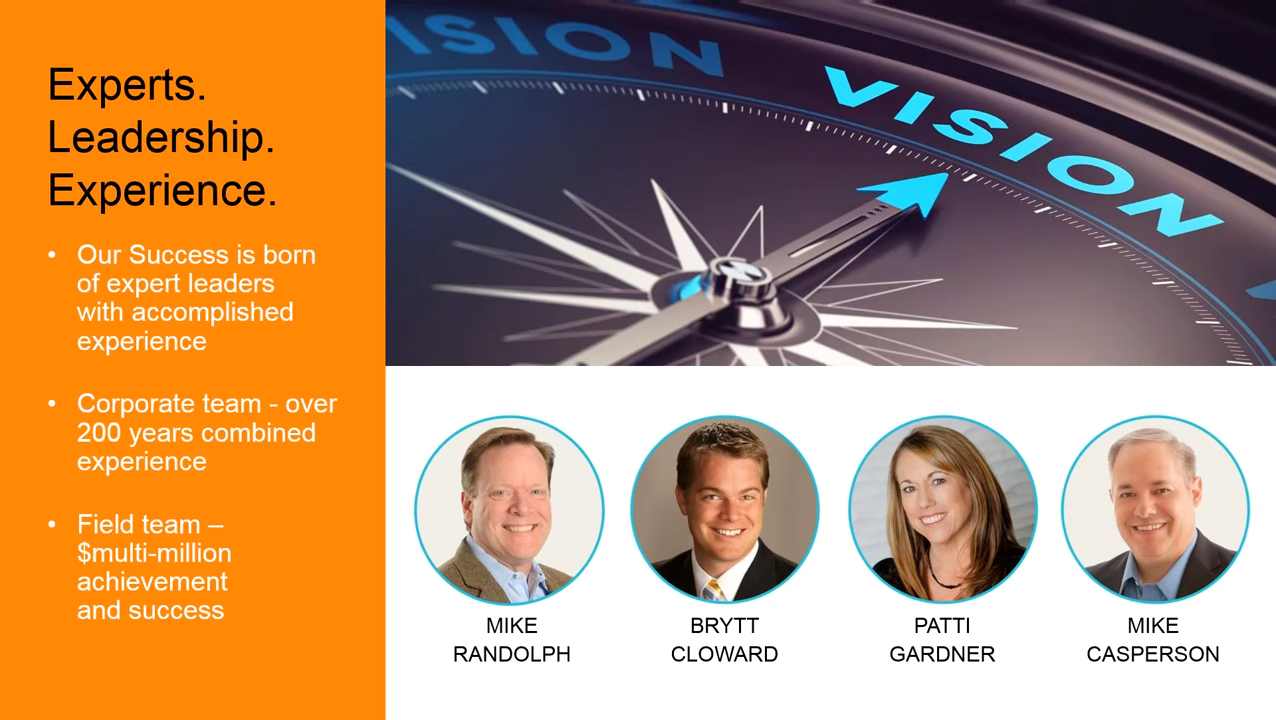 Experts.
Leadership.
Experience.
• Our Success is born
of expert leaders
with accomplished
experience
• Corporate team - over
200 years combined
experience
• Field team –
$multi-million
achievement
and success
ISION
VISION
MIKE
RANDOLPH
BRYTT
CLOWARD
PATTI
GARDNER
MIKE
CASPERSON